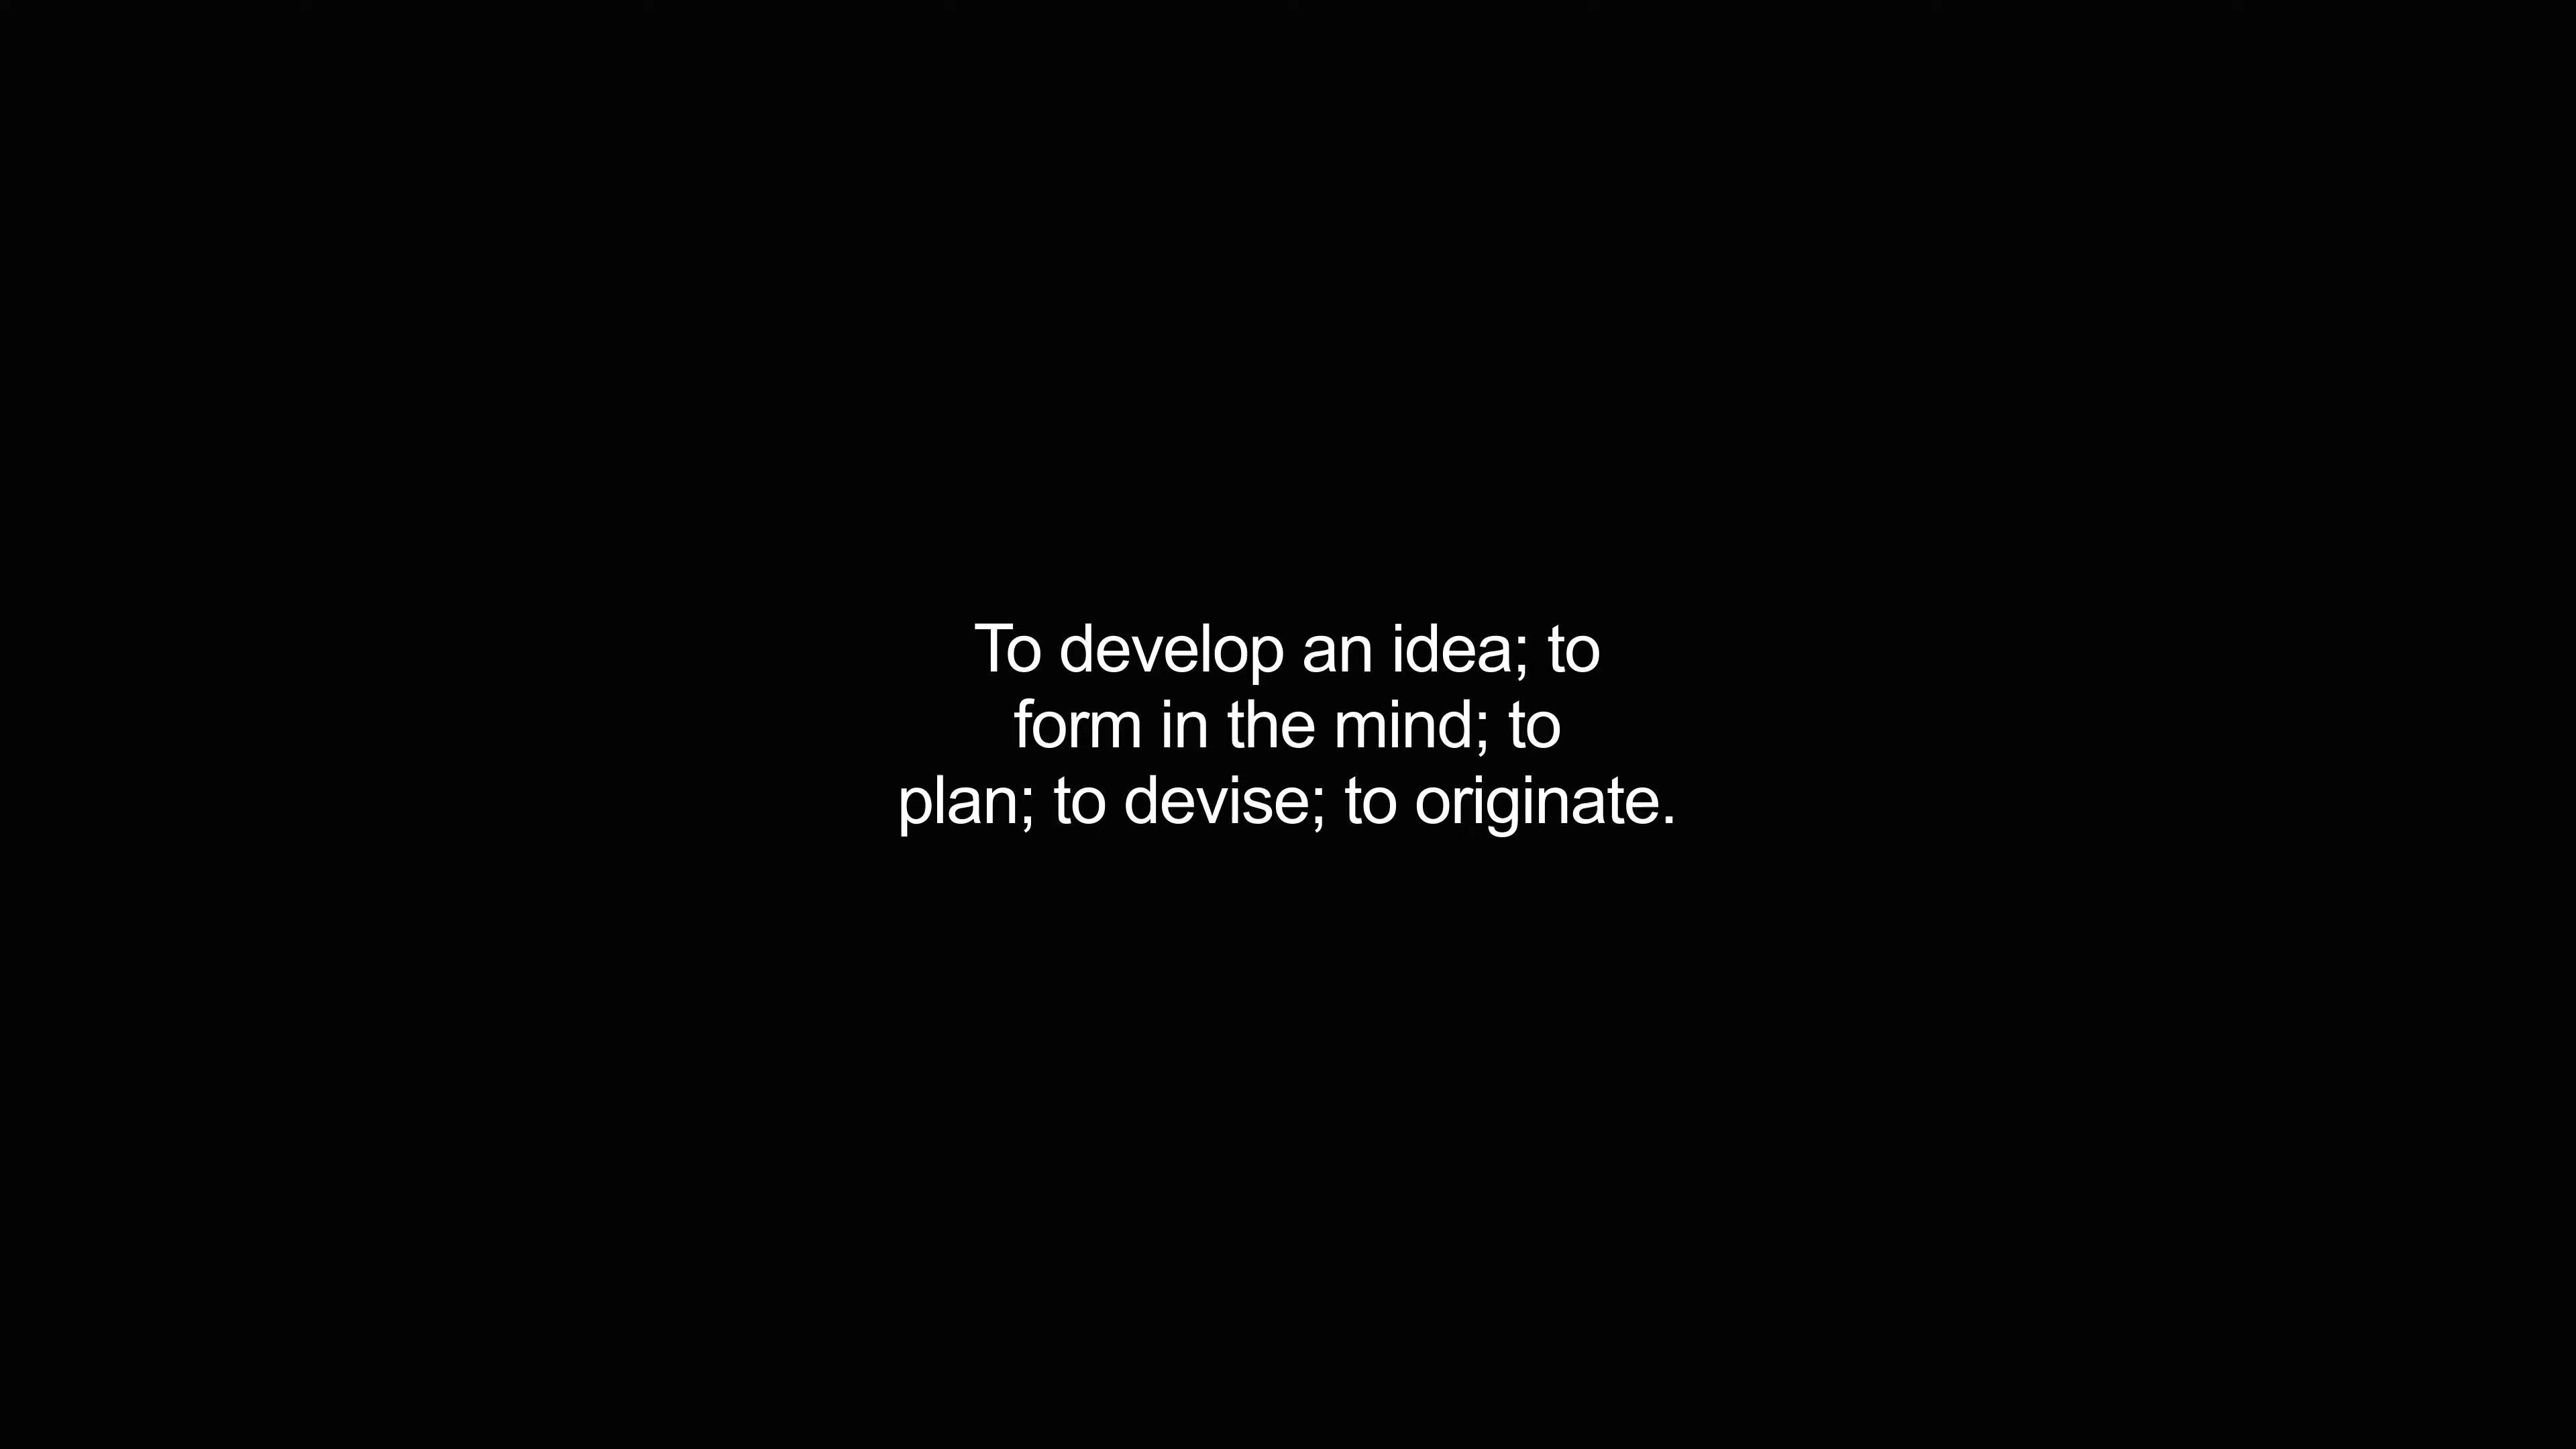 To develop an idea; to
form in the mind; to
plan; to devise; to originate.